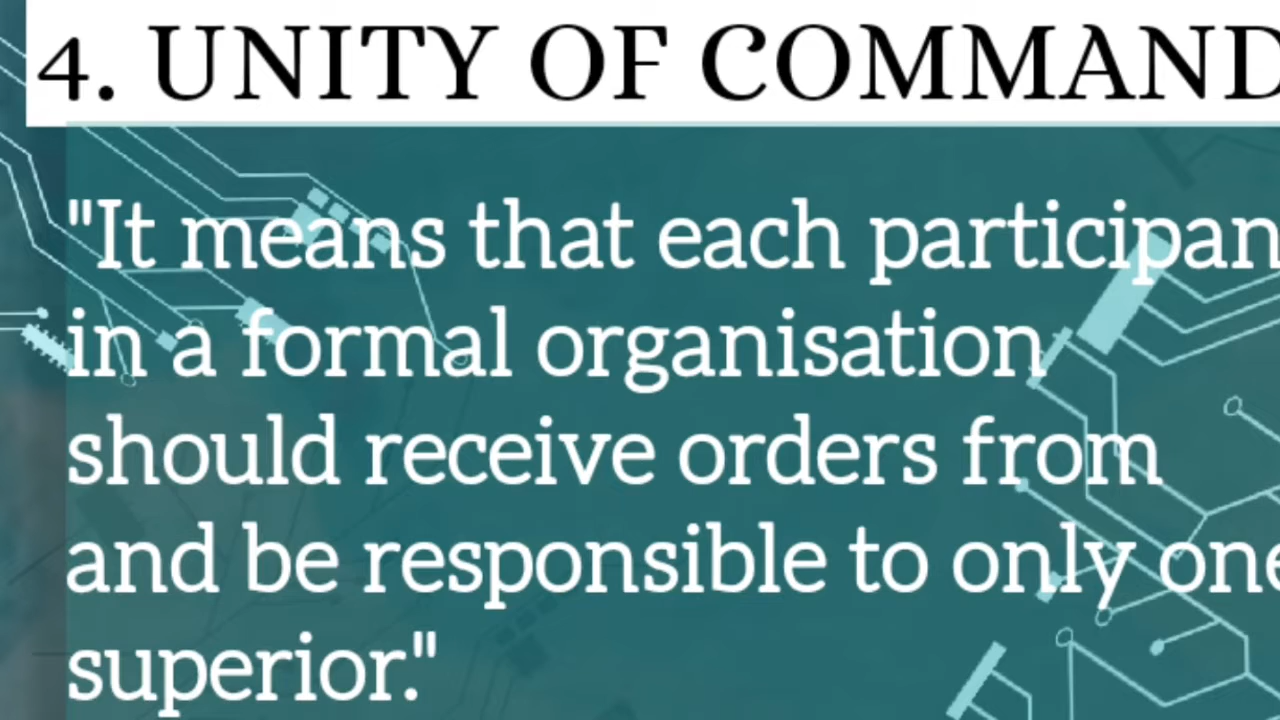 4. UNITY OF COMMAND
"It means that each participan
in a formal organisation
should receive orders from
and be responsible to only one
superior."